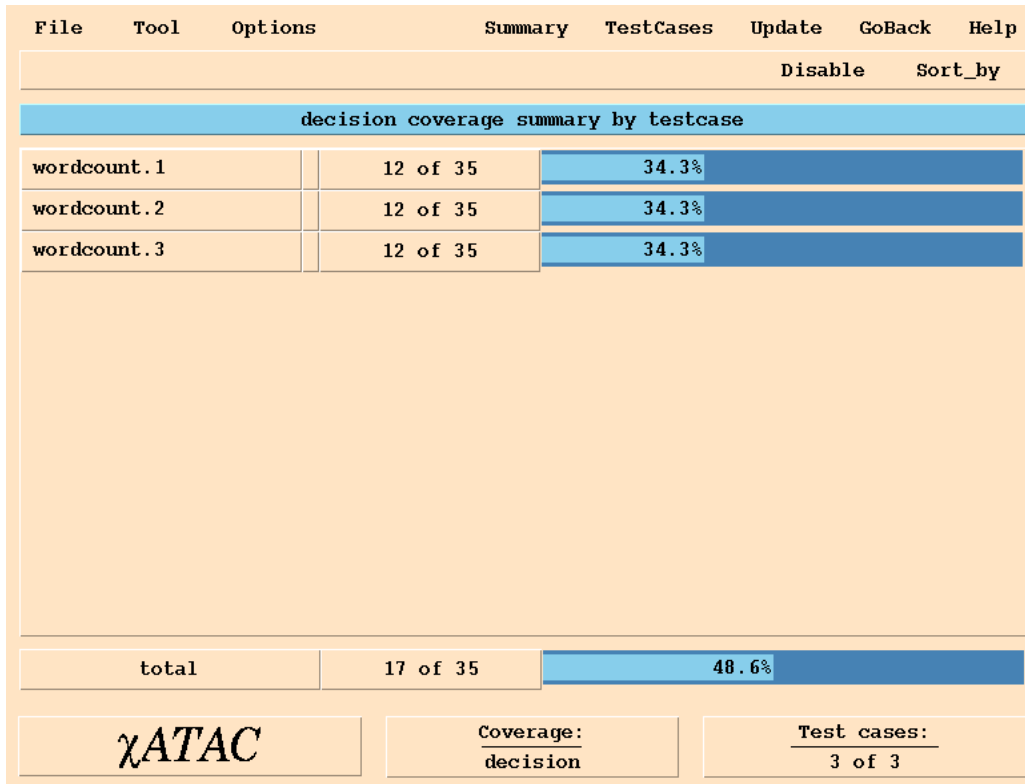 File Tool Options Summary TestCases Update GoBack Help
Disable Sort_by
decision coverage summary by testcase
wordcount.1 12 of 35 34.3%
wordcount.2 12 of 35 34.3%
wordcount.3 12 of 35 34.3%
total 17 of 35 48.6%
χATAC
Coverage:
decision
Test cases:
3 of 3